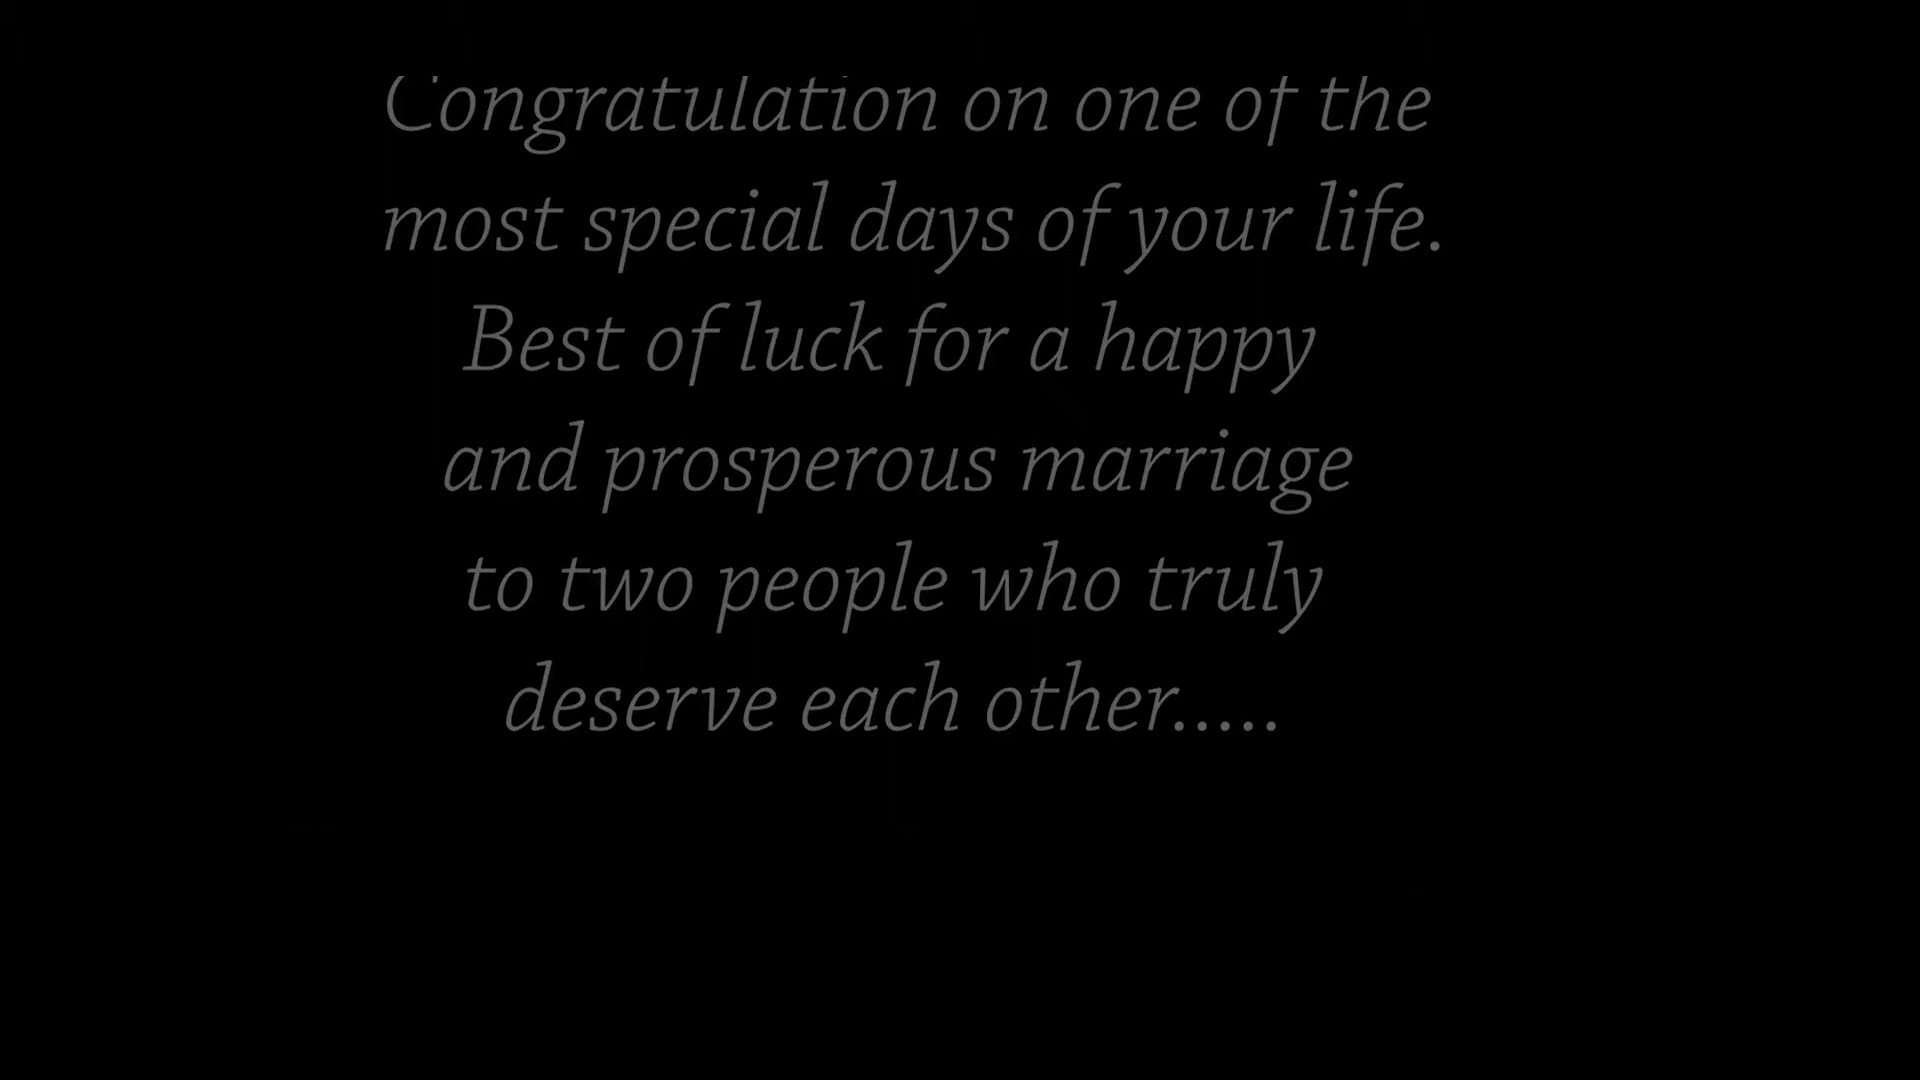 Congratulation on one of the
most special days of your life.
Best of luck for a happy
and prosperous marriage
to two people who truly
deserve each other.....